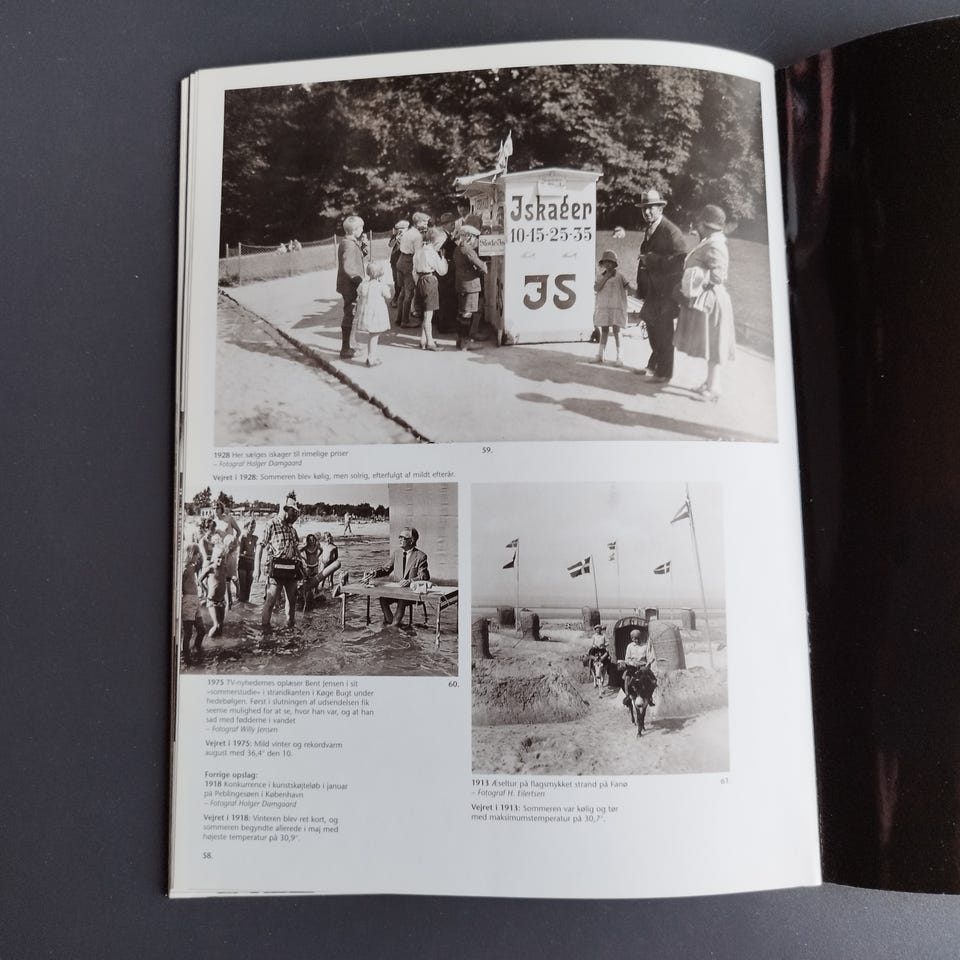 Iskager
10-15-25-35
IS
1928 Her sælges iskager til rimelige priser
– Fotograf Holger Damgaard
59.
Vejret i 1928: Sommeren blev kølig, men solrig, efterfulgt af mildt efterår.
1975 TV-nyhedernes oplæser Bent Jensen i sit
»sommerstudie« i strandkanten i Køge Bugt under
hedebølgen. Først i slutningen af udsendelsen fik
seerne mulighed for at se, hvor han var, og at han
sad med fødderne i vandet
– Fotograf Willy Jensen
60.
Vejret i 1975: Mild vinter og rekordvarm
august med 36,4° den 10.
Forrige opslag:
1918 Konkurrence i kunstskøjteløb i januar
på Peblingesøen i København
– Fotograf Holger Damgaard
Vejret i 1918: Vinteren blev ret kort, og
sommeren begyndte allerede i maj med
højeste temperatur på 30,9°.
58.
1913 Æseltur på flagsmykket strand på Fanø
– Fotograf H. Eilertsen
61.
Vejret i 1913: Sommeren var kølig og tør
med maksimumstemperatur på 30,7°.